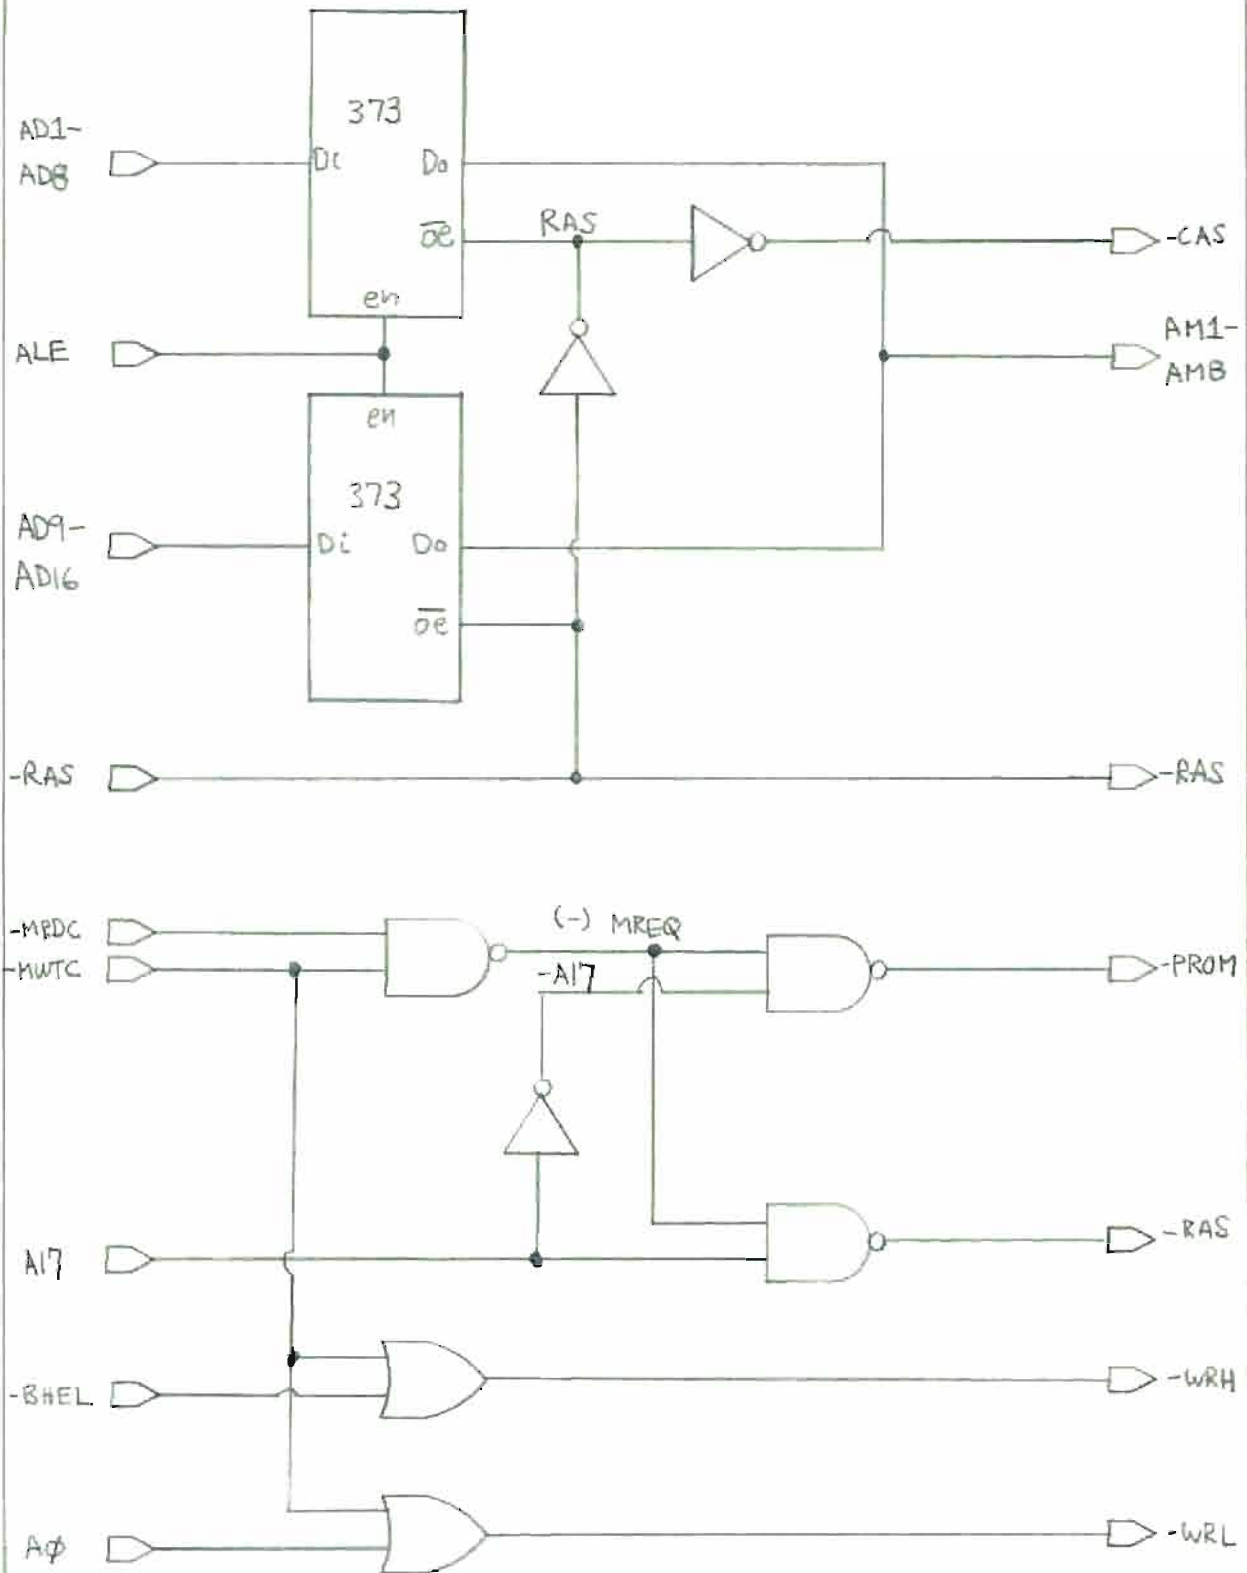 373
AD1-
AD8
Di
Do
oe
RAS
-CAS
en
ALE
AM1-
AM8
en
373
AD9-
AD16
Di
Do
oe
-RAS
-RAS
-MRDC
(-) MREQ
-MWTC
-A17
-PROM
A17
-RAS
-BHEL
-WRH
AØ
-WRL